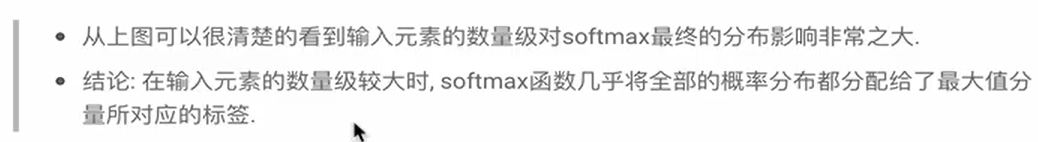 从上图可以很清楚的看到输入元素的数量级对softmax最终的分布影响非常之大.
结论: 在输入元素的数量级较大时, softmax函数几乎将全部的概率分布都分配给了最大值分
量所对应的标签.